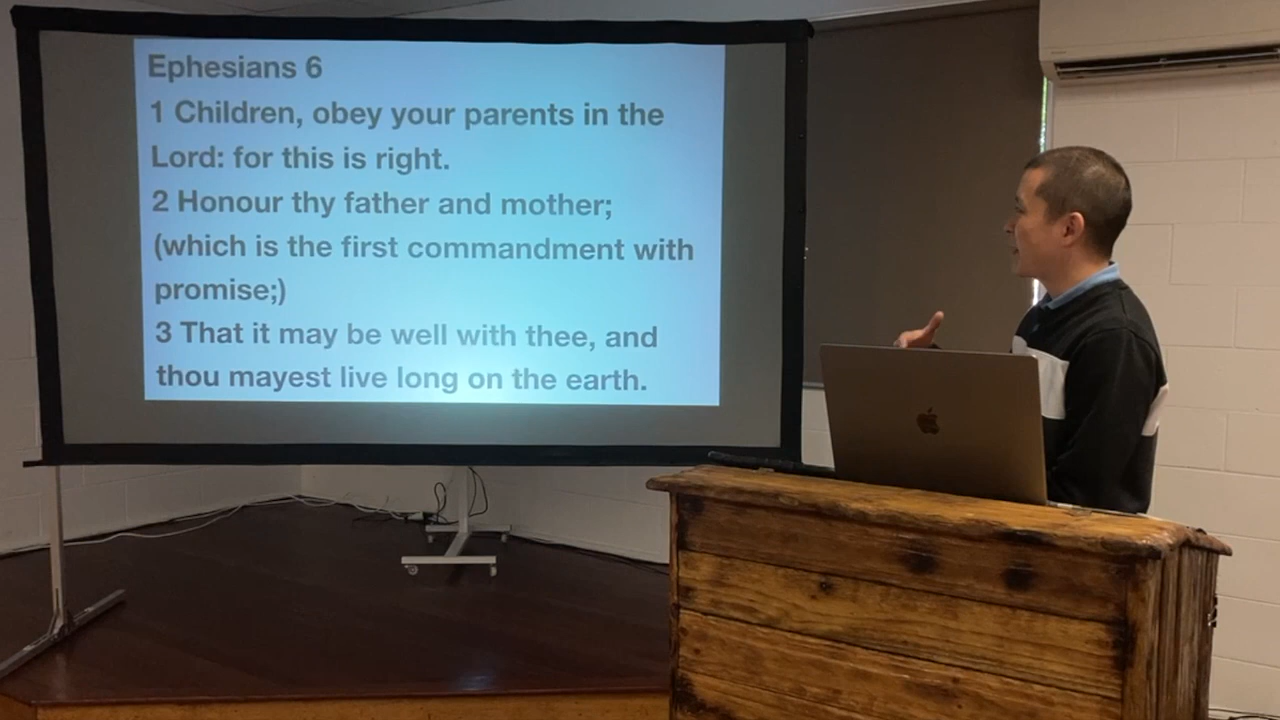 Ephesians 6
1 Children, obey your parents in the
Lord: for this is right.
2 Honour thy father and mother;
(which is the first commandment with
promise;)
3 That it may be well with thee, and
thou mayest live long on the earth.